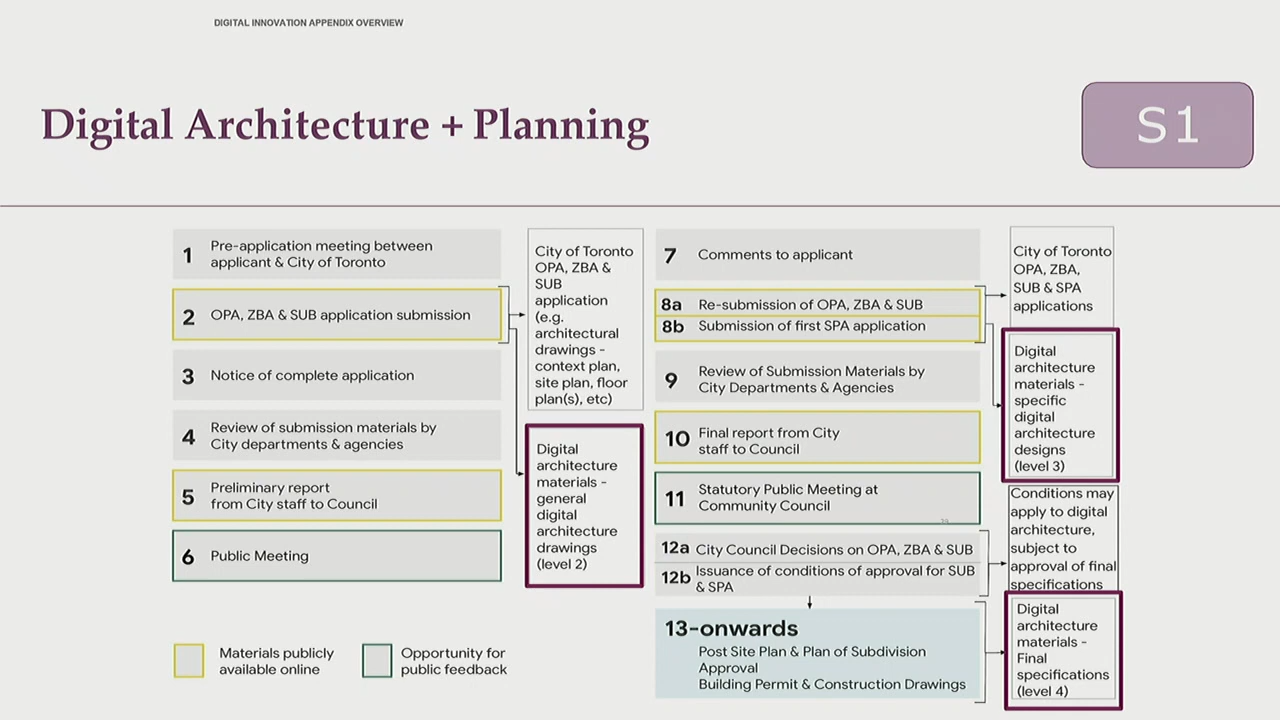 DIGITAL INNOVATION APPENDIX OVERVIEW
Digital Architecture + Planning
S1
1 Pre-application meeting between
applicant & City of Toronto
2 OPA, ZBA & SUB application submission
3 Notice of complete application
4 Review of submission materials by
City departments & agencies
5 Preliminary report
from City staff to Council
6 Public Meeting
City of Toronto
OPA, ZBA &
SUB
application
(e.g.
architectural
drawings -
context plan,
site plan, floor
plan(s), etc)
Digital
architecture
materials -
general
digital
architecture
drawings
(level 2)
7 Comments to applicant
8a Re-submission of OPA, ZBA & SUB
8b Submission of first SPA application
9 Review of Submission Materials by
City Departments & Agencies
10 Final report from City
staff to Council
11 Statutory Public Meeting at
Community Council
39
12a City Council Decisions on OPA, ZBA & SUB
12b Issuance of conditions of approval for SUB
& SPA
13-onwards
Post Site Plan & Plan of Subdivision
Approval
Building Permit & Construction Drawings
City of Toronto
OPA, ZBA,
SUB & SPA
applications
Digital
architecture
materials -
specific
digital
architecture
designs
(level 3)
Conditions may
apply to digital
architecture,
subject to
approval of final
specifications
Digital
architecture
materials -
Final
specifications
(level 4)
Materials publicly
available online
Opportunity for
public feedback